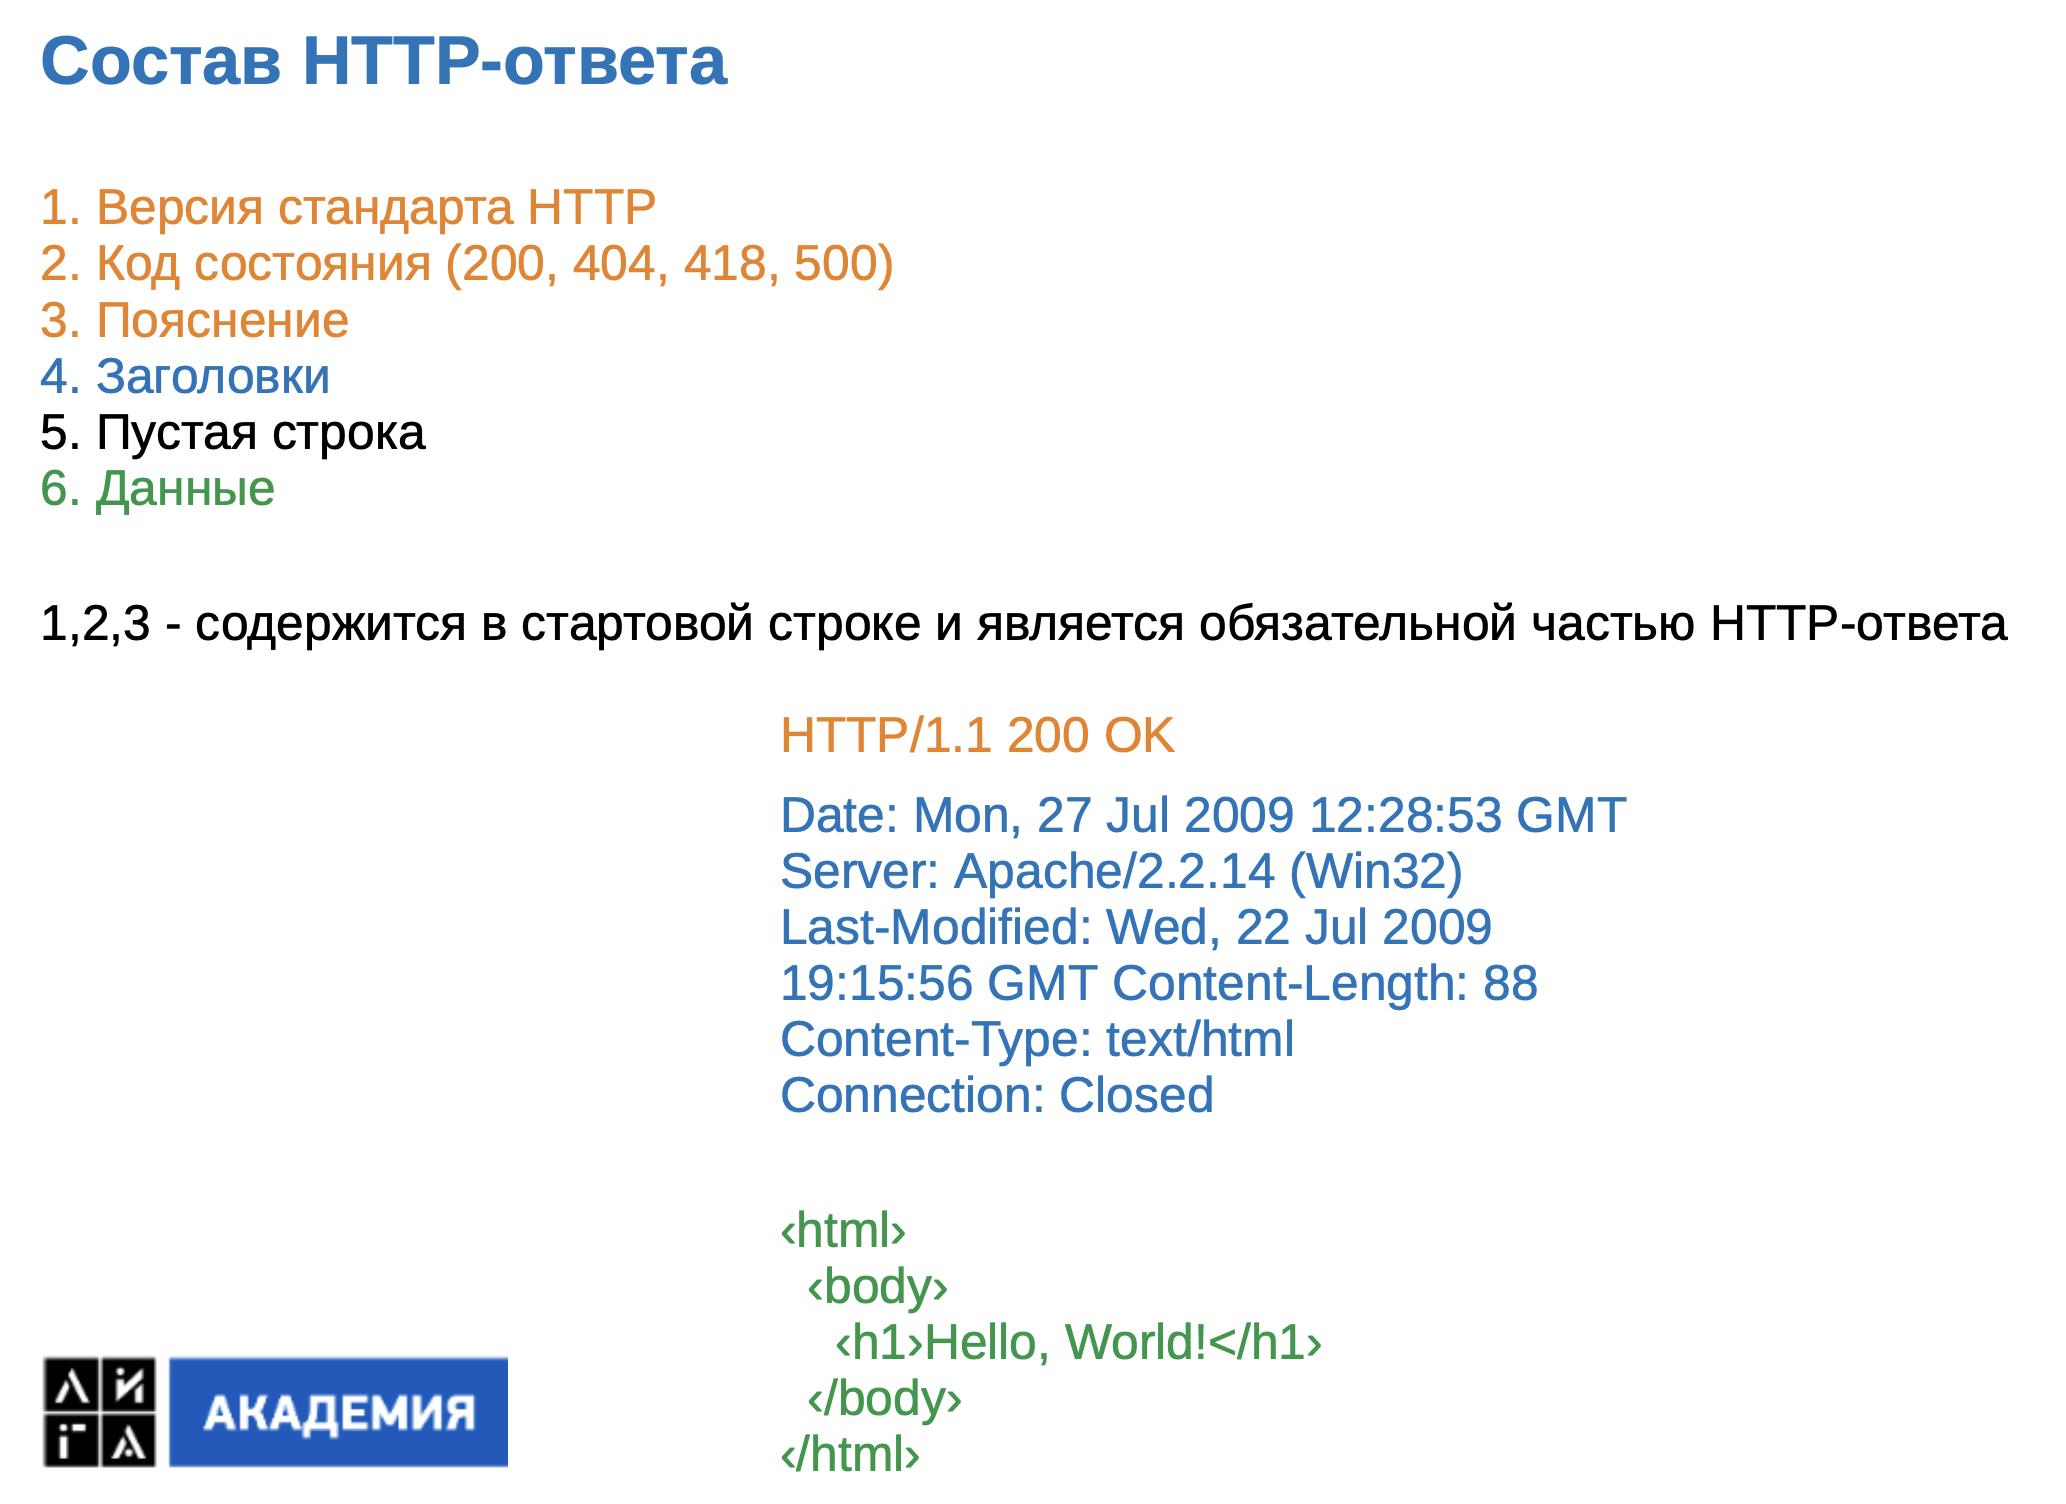 Состав HTTP-ответа
1. Версия стандарта HTTP
2. Код состояния (200, 404, 418, 500)
3. Пояснение
4. Заголовки
5. Пустая строка
6. Данные
1,2,3 - содержится в стартовой строке и является обязательной частью HTTP-ответа
HTTP/1.1 200 OK
Date: Mon, 27 Jul 2009 12:28:53 GMT
Server: Apache/2.2.14 (Win32)
Last-Modified: Wed, 22 Jul 2009
19:15:56 GMT Content-Length: 88
Content-Type: text/html
Connection: Closed
‹html›
‹body›
‹h1›Hello, World!</h1›
‹/body›
‹/html›
ЛИ
ГА
АКАДЕМИЯ